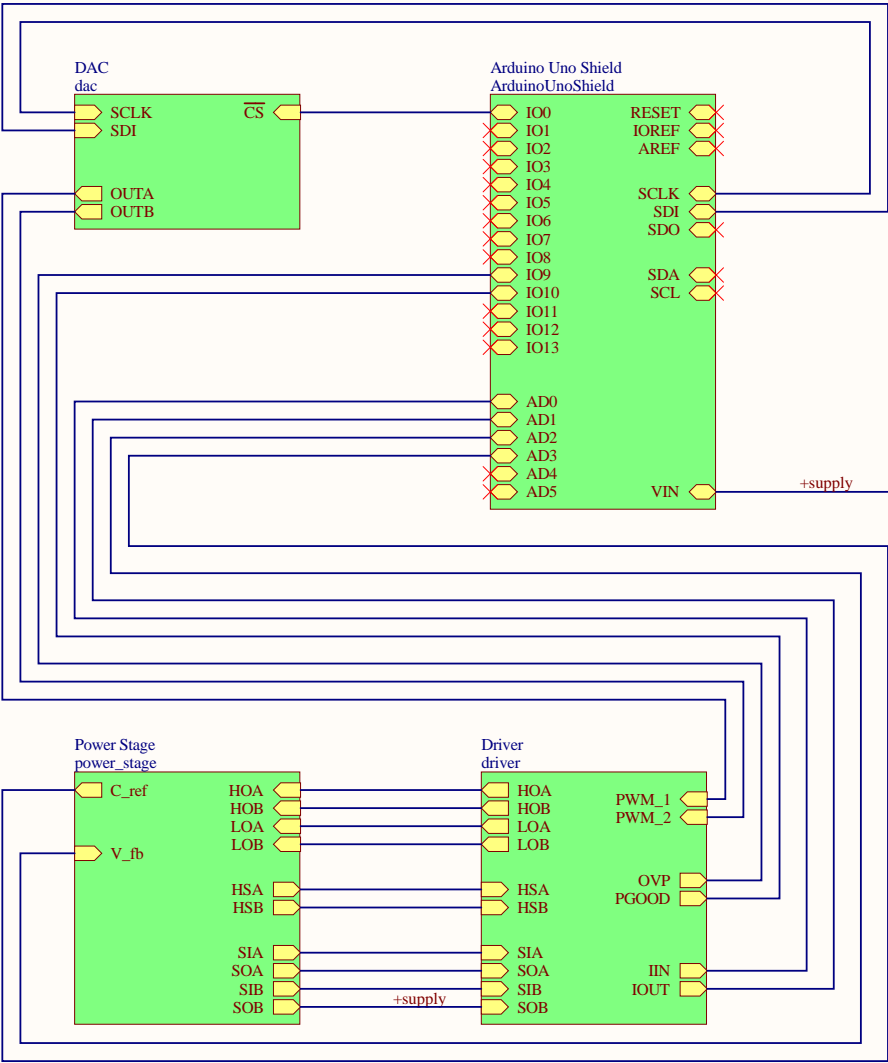 DAC
dac
SCLK
SDI
CS
OUTA
OUTB
Arduino Uno Shield
ArduinoUnoShield
IO0
IO1
IO2
IO3
IO4
IO5
IO6
IO7
IO8
IO9
IO10
IO11
IO12
IO13
AD0
AD1
AD2
AD3
AD4
AD5
RESET
IOREF
AREF
SCLK
SDI
SDO
SDA
SCL
VIN
+supply
Power Stage
power_stage
C_ref
V_fb
HOA
HOB
LOA
LOB
HSA
HSB
SIA
SOA
SIB
SOB
+supply
Driver
driver
HOA
HOB
LOA
LOB
HSA
HSB
SIA
SOA
SIB
SOB
PWM_1
PWM_2
OVP
PGOOD
IIN
IOUT